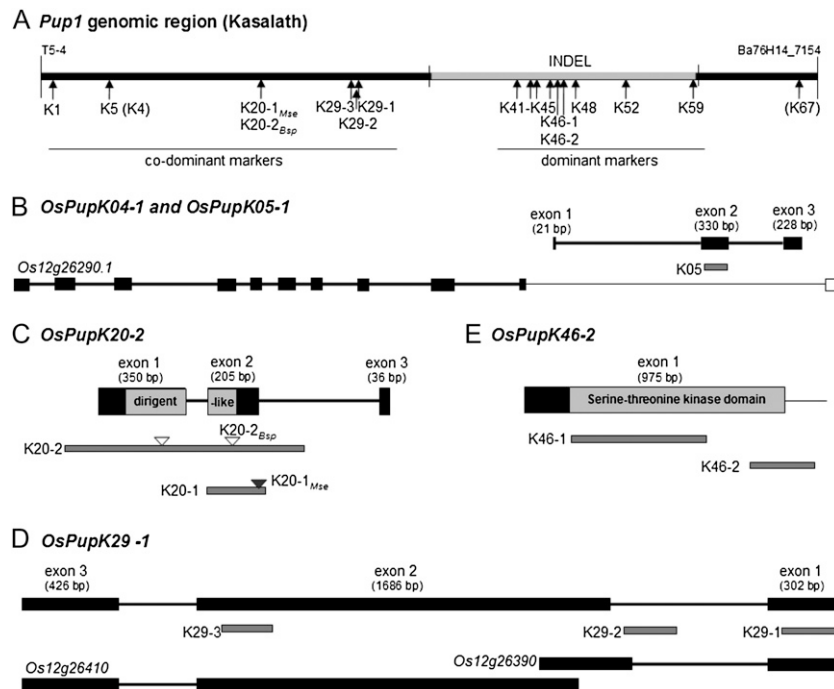 A Pup1 genomic region (Kasalath)
T5-4
INDEL
Ba76H14_7154
K1
K5 (K4)
K20-1Mse
K20-2Bsp
K29-3
K29-1
K29-2
K41-
K45
K46-1
K46-2
K48
K52
K59
(K67)
co-dominant markers
dominant markers
B OsPupK04-1 and OsPupK05-1
exon 1
(21 bp)
exon 2
(330 bp)
exon 3
(228 bp)
K05
Os12g26290.1
C OsPupK20-2
exon 1
(350 bp)
exon 2
(205 bp)
exon 3
(36 bp)
dirigent
-like
K20-2Bsp
K20-2
K20-1
K20-1Mse
E OsPupK46-2
exon 1
(975 bp)
Serine-threonine kinase domain
K46-1
K46-2
D OsPupK29 -1
exon 3
(426 bp)
exon 2
(1686 bp)
exon 1
(302 bp)
K29-3
K29-2
K29-1
Os12g26410
Os12g26390